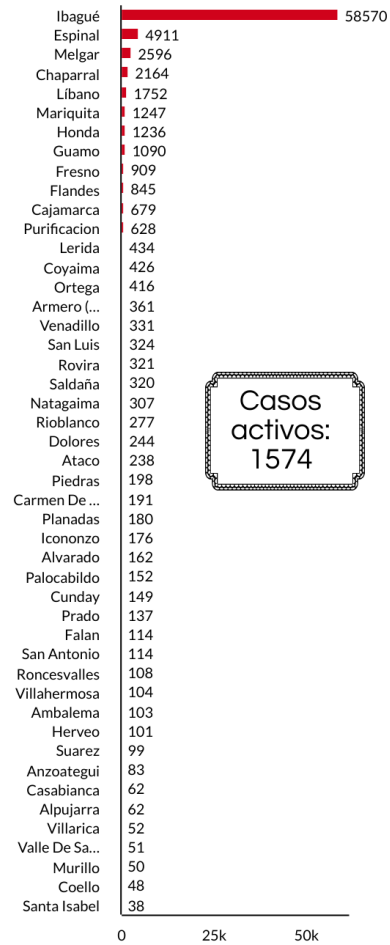 Ibagué 58570
Espinal 4911
Melgar 2596
Chaparral 2164
Líbano 1752
Mariquita 1247
Honda 1236
Guamo 1090
Fresno 909
Flandes 845
Cajamarca 679
Purificacion 628
Lerida 434
Coyaima 426
Ortega 416
Armero (... 361
Venadillo 331
San Luis 324
Rovira 321
Saldaña 320
Natagaima 307
Rioblanco 277
Dolores 244
Ataco 238
Piedras 198
Carmen De ... 191
Planadas 180
Icononzo 176
Alvarado 162
Palocabildo 152
Cunday 149
Prado 137
Falan 114
San Antonio 114
Roncesvalles 108
Villahermosa 104
Ambalema 103
Herveo 101
Suarez 99
Anzoategui 83
Casabianca 62
Alpujarra 62
Villarica 52
Valle De Sa... 51
Murillo 50
Coello 48
Santa Isabel 38
0 25k 50k
Casos
activos:
1574